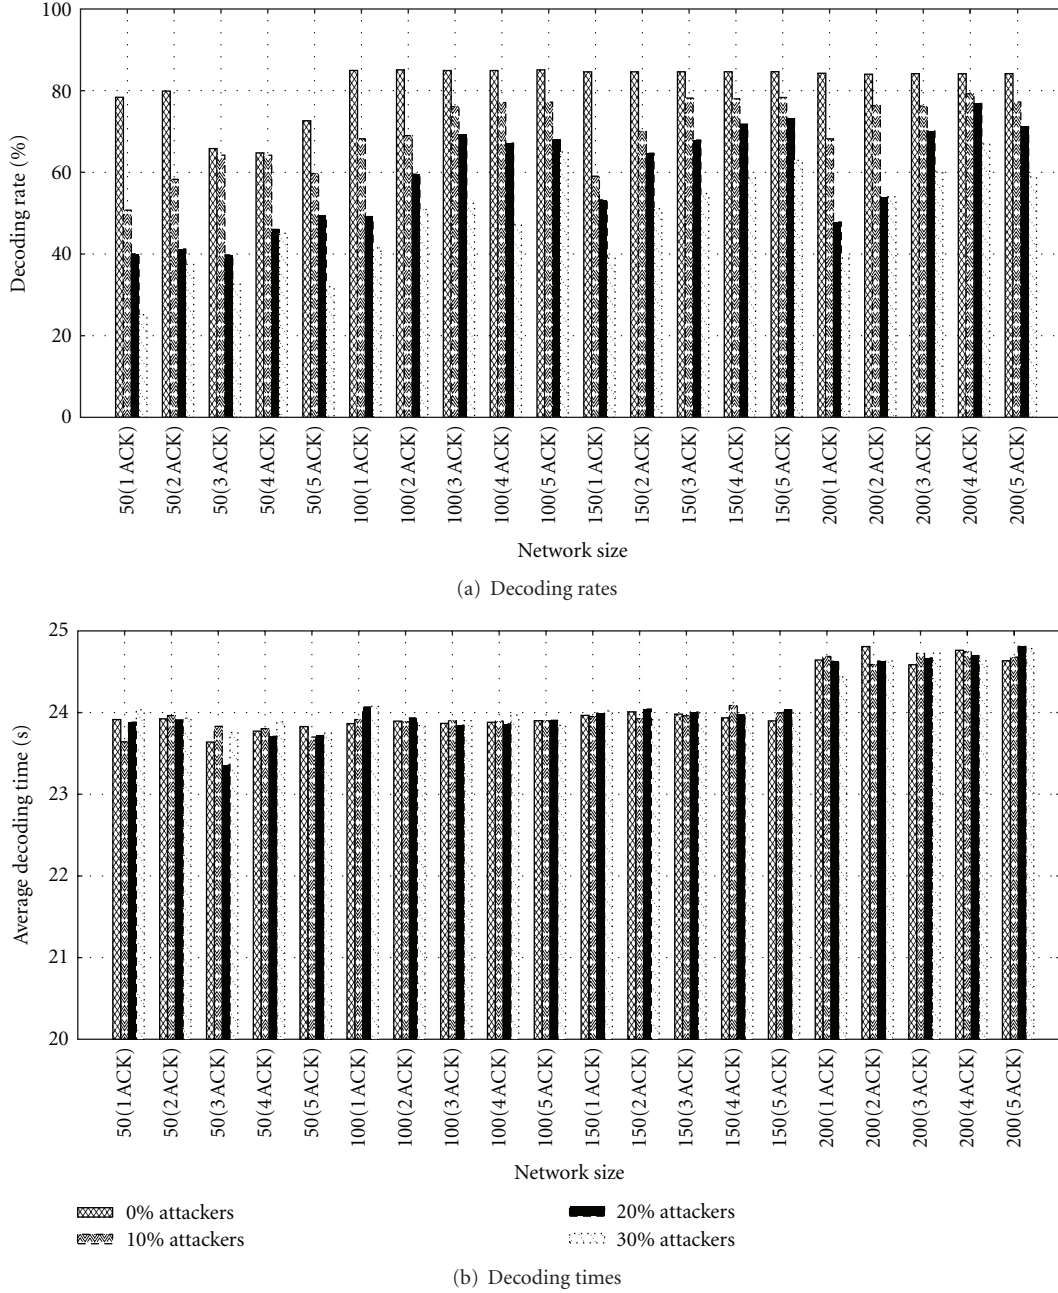 100
80
60
40
20
0
Decoding rate (%)
50(1 ACK)
50(2 ACK)
50(3 ACK)
50(4 ACK)
50(5 ACK)
100(1 ACK)
100(2 ACK)
100(3 ACK)
100(4 ACK)
100(5 ACK)
150(1 ACK)
150(2 ACK)
150(3 ACK)
150(4 ACK)
150(5 ACK)
200(1 ACK)
200(2 ACK)
200(3 ACK)
200(4 ACK)
200(5 ACK)
Network size
(a) Decoding rates
25
24
23
22
21
20
Average decoding time (s)
50(1 ACK)
50(2 ACK)
50(3 ACK)
50(4 ACK)
50(5 ACK)
100(1 ACK)
100(2 ACK)
100(3 ACK)
100(4 ACK)
100(5 ACK)
150(1 ACK)
150(2 ACK)
150(3 ACK)
150(4 ACK)
150(5 ACK)
200(1 ACK)
200(2 ACK)
200(3 ACK)
200(4 ACK)
200(5 ACK)
Network size
0% attackers
10% attackers
20% attackers
30% attackers
(b) Decoding times